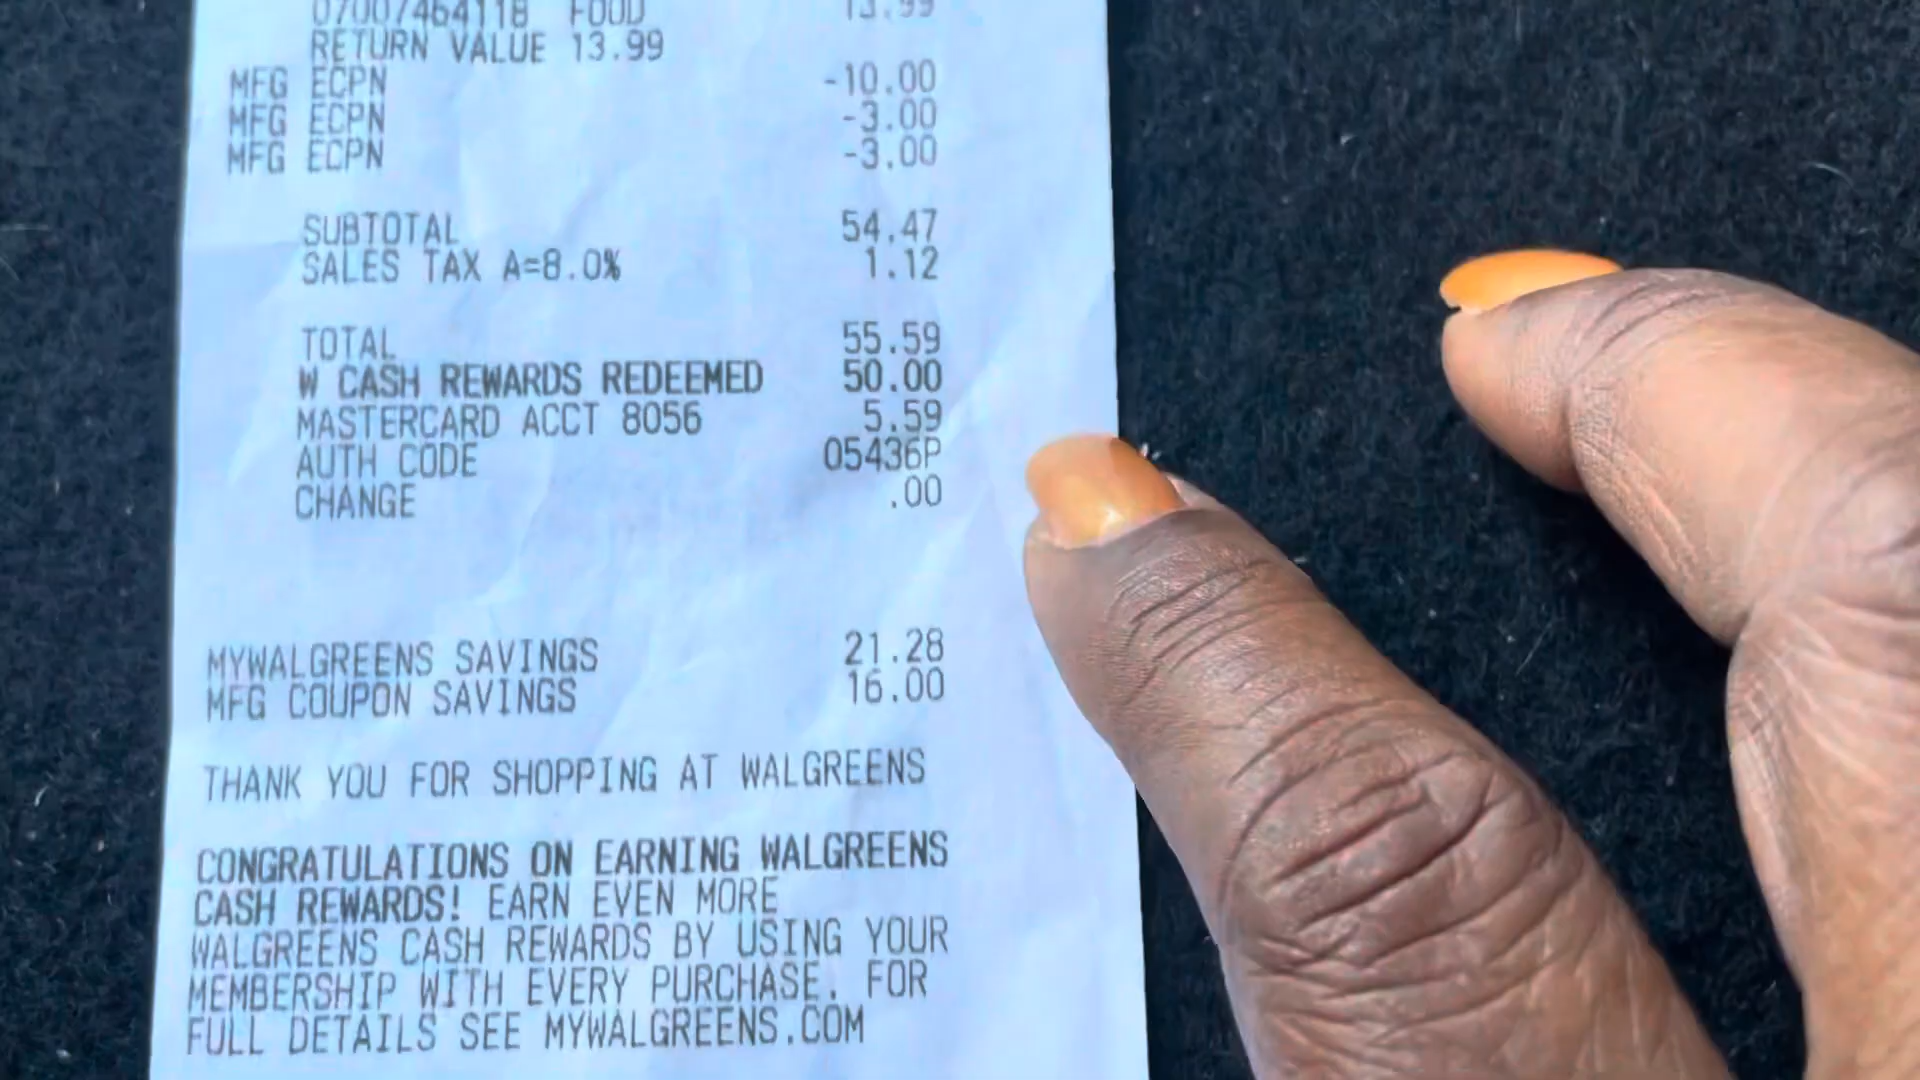 07007464118 FOOD 13.99
RETURN VALUE 13.99
MFG ECPN -10.00
MFG ECPN -3.00
MFG ECPN -3.00
SUBTOTAL 54.47
SALES TAX A=8.0% 1.12
TOTAL 55.59
W CASH REWARDS REDEEMED 50.00
MASTERCARD ACCT 8056 5.59
AUTH CODE 05436P
CHANGE .00
MYWALGREENS SAVINGS 21.28
MFG COUPON SAVINGS 16.00
THANK YOU FOR SHOPPING AT WALGREENS
CONGRATULATIONS ON EARNING WALGREENS
CASH REWARDS! EARN EVEN MORE
WALGREENS CASH REWARDS BY USING YOUR
MEMBERSHIP WITH EVERY PURCHASE. FOR
FULL DETAILS SEE MYWALGREENS.COM